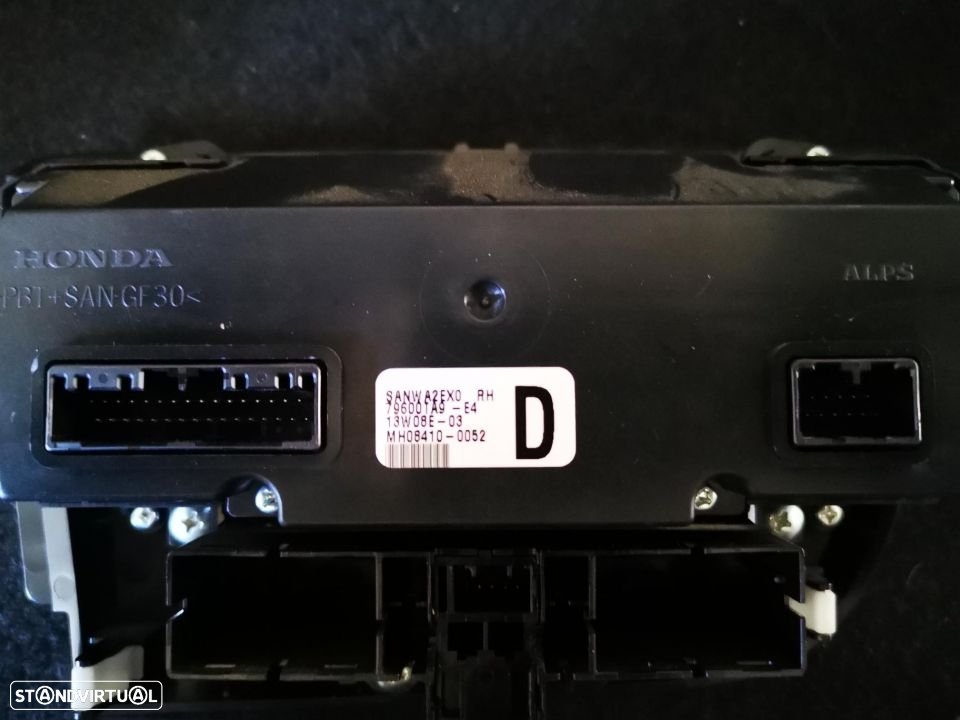 HONDA
ALPS
PBT+SAN-GF30<
SANWA2EX0 RH
79600TA9 -E4
13W08E-03
MH08410-0052
D
STANDVIRTUAL